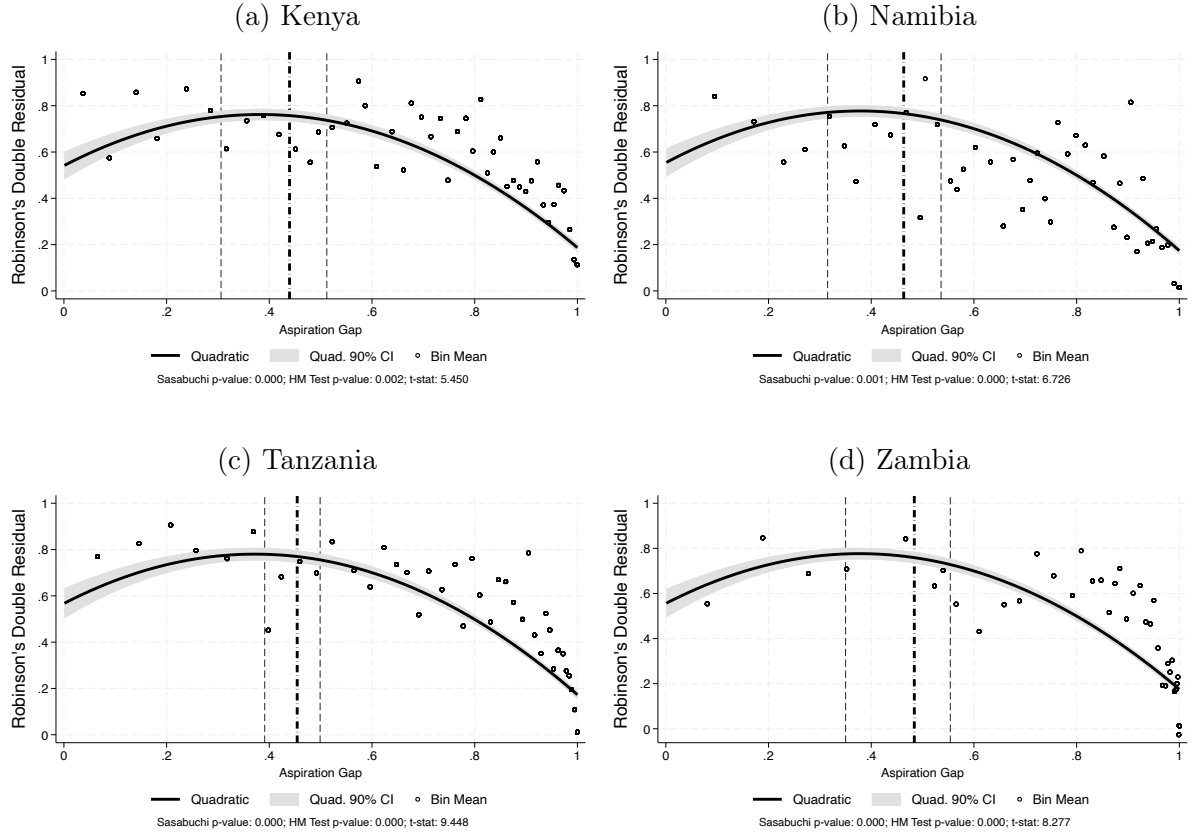 (a) Kenya
Robinson's Double Residual
1
.8
.6
.4
.2
0
0 .2 .4 .6 .8 1
Aspiration Gap
Quadratic Quad. 90% CI Bin Mean
Sasabuchi p-value: 0.000; HM Test p-value: 0.002; t-stat: 5.450
(b) Namibia
Robinson's Double Residual
1
.8
.6
.4
.2
0
0 .2 .4 .6 .8 1
Aspiration Gap
Quadratic Quad. 90% CI Bin Mean
Sasabuchi p-value: 0.001; HM Test p-value: 0.000; t-stat: 6.726
(c) Tanzania
Robinson's Double Residual
1
.8
.6
.4
.2
0
0 .2 .4 .6 .8 1
Aspiration Gap
Quadratic Quad. 90% CI Bin Mean
Sasabuchi p-value: 0.000; HM Test p-value: 0.000; t-stat: 9.448
(d) Zambia
Robinson's Double Residual
1
.8
.6
.4
.2
0
0 .2 .4 .6 .8 1
Aspiration Gap
Quadratic Quad. 90% CI Bin Mean
Sasabuchi p-value: 0.000; HM Test p-value: 0.000; t-stat: 8.277